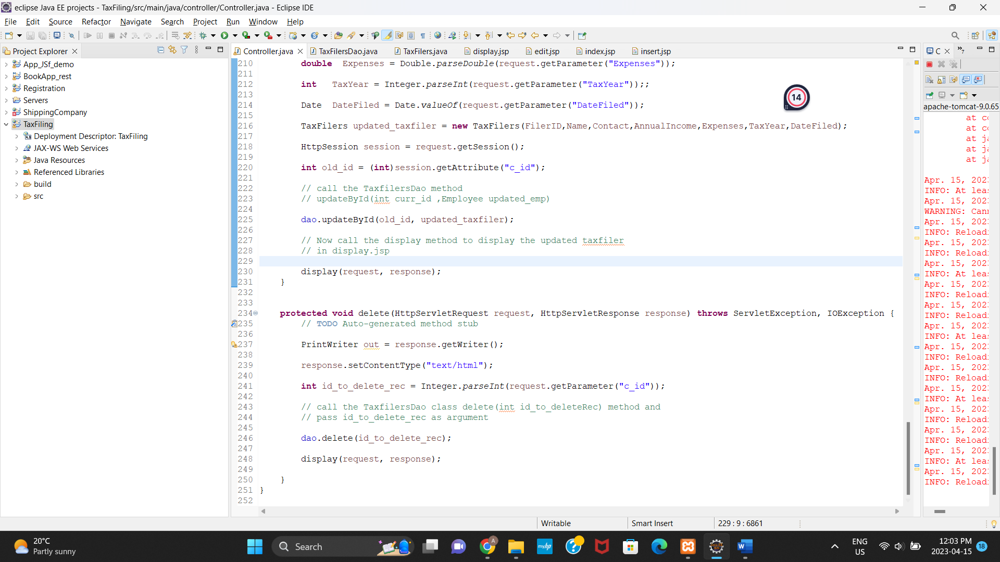 eclipse Java EE projects - TaxFiling/src/main/java/controller/Controller.java - Eclipse IDE
File Edit Source Refactor Navigate Search Project Run Window Help
Project Explorer
App_JSf_demo
BookApp_rest
Registration
Servers
ShippingCompany
TaxFiling
Deployment Descriptor: TaxFiling
JAX-WS Web Services
Java Resources
Referenced Libraries
build
src
Controller.java TaxFilersDao.java TaxFilers.java display.jsp edit.jsp index.jsp insert.jsp
210 double Expenses = Double.parseDouble(request.getParameter("Expenses"));
211
212 int TaxYear = Integer.parseInt(request.getParameter("TaxYear"));;
213
214 Date DateFiled = Date.valueOf(request.getParameter("DateFiled"));
215
216 TaxFilers updated_taxfiler = new TaxFilers(FilerID,Name,Contact,AnnualIncome,Expenses,TaxYear,DateFiled);
217
218 HttpSession session = request.getSession();
219
220 int old_id = (int)session.getAttribute("c_id");
221
222 // call the TaxfilersDao method
223 // updateById(int curr_id ,Employee updated_emp)
224
225 dao.updateById(old_id, updated_taxfiler);
226
227 // Now call the display method to display the updated taxfiler
228 // in display.jsp
229
230 display(request, response);
231 }
232
233
234 protected void delete(HttpServletRequest request, HttpServletResponse response) throws ServletException, IOException {
235 // TODO Auto-generated method stub
236
237 PrintWriter out = response.getWriter();
238
239 response.setContentType("text/html");
240
241 int id_to_delete_rec = Integer.parseInt(request.getParameter("c_id"));
242
243 // call the TaxfilersDao class delete(int id_to_deleteRec) method and
244 // pass id_to_delete_rec as argument
245
246 dao.delete(id_to_delete_rec);
247
248 display(request, response);
249
250 }
251 }
252
14
C
7
apache-tomcat-9.0.65
at co
at co
at ja
at ja
at ja
Apr. 15, 202
INFO: At leas
Apr. 15, 202
WARNING: Cann
Apr. 15, 202
INFO: Reload
Apr. 15, 202
INFO: Reload
Apr. 15, 202
INFO: At leas
Apr. 15, 202
INFO: Reload
Apr. 15, 202
INFO: Reload
Apr. 15, 202
INFO: At leas
Apr. 15, 202
INFO: Reload
Apr. 15, 202
INFO: Reload
Apr. 15, 202
INFO: At leas
Apr. 15, 202
INFO: Reload
Apr. 15, 202
INFO: Reload
Apr. 15, 202
INFO: At leas
Apr. 15, 202
INFO: Reload
Writable Smart Insert 229 : 9 : 6861
20°C
Partly sunny
Search
A
myhp
W
ENG
US
12:03 PM
2023-04-15
18